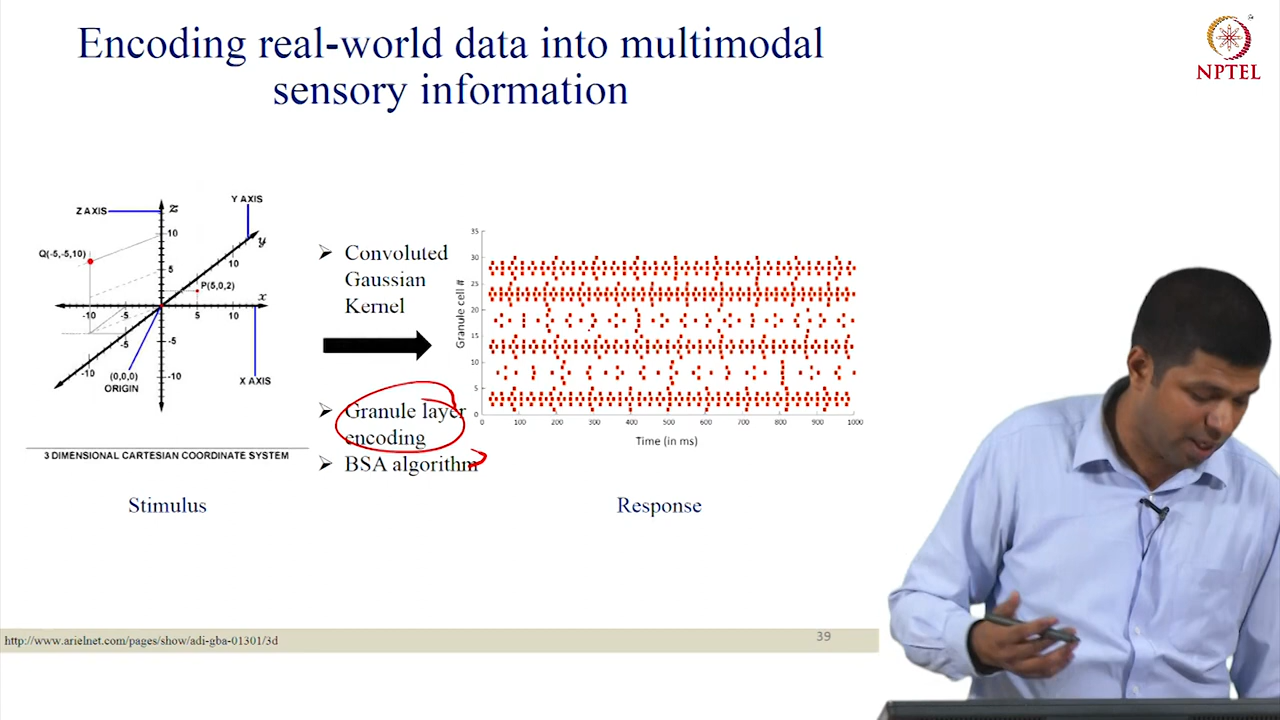 Encoding real-world data into multimodal
sensory information
NPTEL
Z AXIS
Y AXIS
z
y
x
10
5
Q(-5,-5,10)
10
P(5,0,2)
-10
-5
5
10
-5
-5
-10
-10
(0,0,0)
ORIGIN
X AXIS
3 DIMENSIONAL CARTESIAN COORDINATE SYSTEM
Stimulus
Convoluted
Gaussian
Kernel
Granule layer
encoding
BSA algorithm
Granule cell #
35
30
25
20
15
10
5
0
0
100
200
300
400
500
600
700
800
900
1000
Time (in ms)
Response
http://www.arielnet.com/pages/show/adi-gba-01301/3d
39